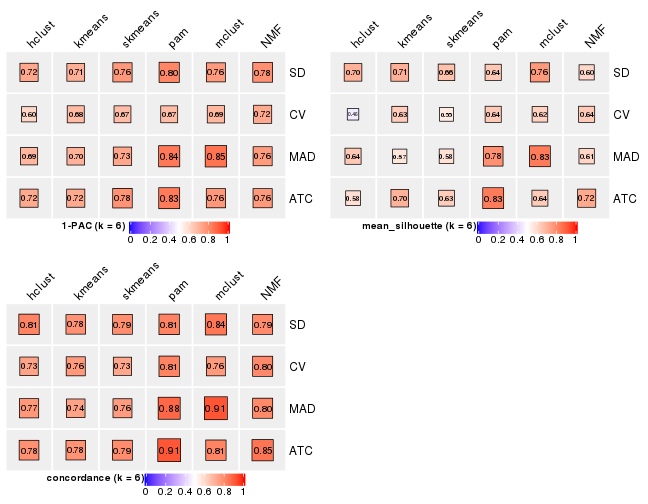 hclust kmeans skmeans pam mclust NMF
0.72 0.71 0.76 0.80 0.76 0.78 SD
0.60 0.68 0.67 0.67 0.69 0.72 CV
0.69 0.70 0.73 0.84 0.85 0.76 MAD
0.72 0.72 0.78 0.83 0.76 0.76 ATC
1-PAC (k = 6)
0 0.2 0.4 0.6 0.8 1
hclust kmeans skmeans pam mclust NMF
0.70 0.71 0.66 0.64 0.76 0.60 SD
0.63 0.64 0.62 0.64 CV
0.64 0.57 0.58 0.78 0.83 0.61 MAD
0.58 0.70 0.63 0.83 0.64 0.72 ATC
mean_silhouette (k = 6)
0 0.2 0.4 0.6 0.8 1
hclust kmeans skmeans pam mclust NMF
0.81 0.78 0.79 0.81 0.84 0.79 SD
0.73 0.76 0.73 0.81 0.76 0.80 CV
0.77 0.74 0.76 0.88 0.91 0.80 MAD
0.78 0.78 0.79 0.91 0.81 0.85 ATC
concordance (k = 6)
0 0.2 0.4 0.6 0.8 1